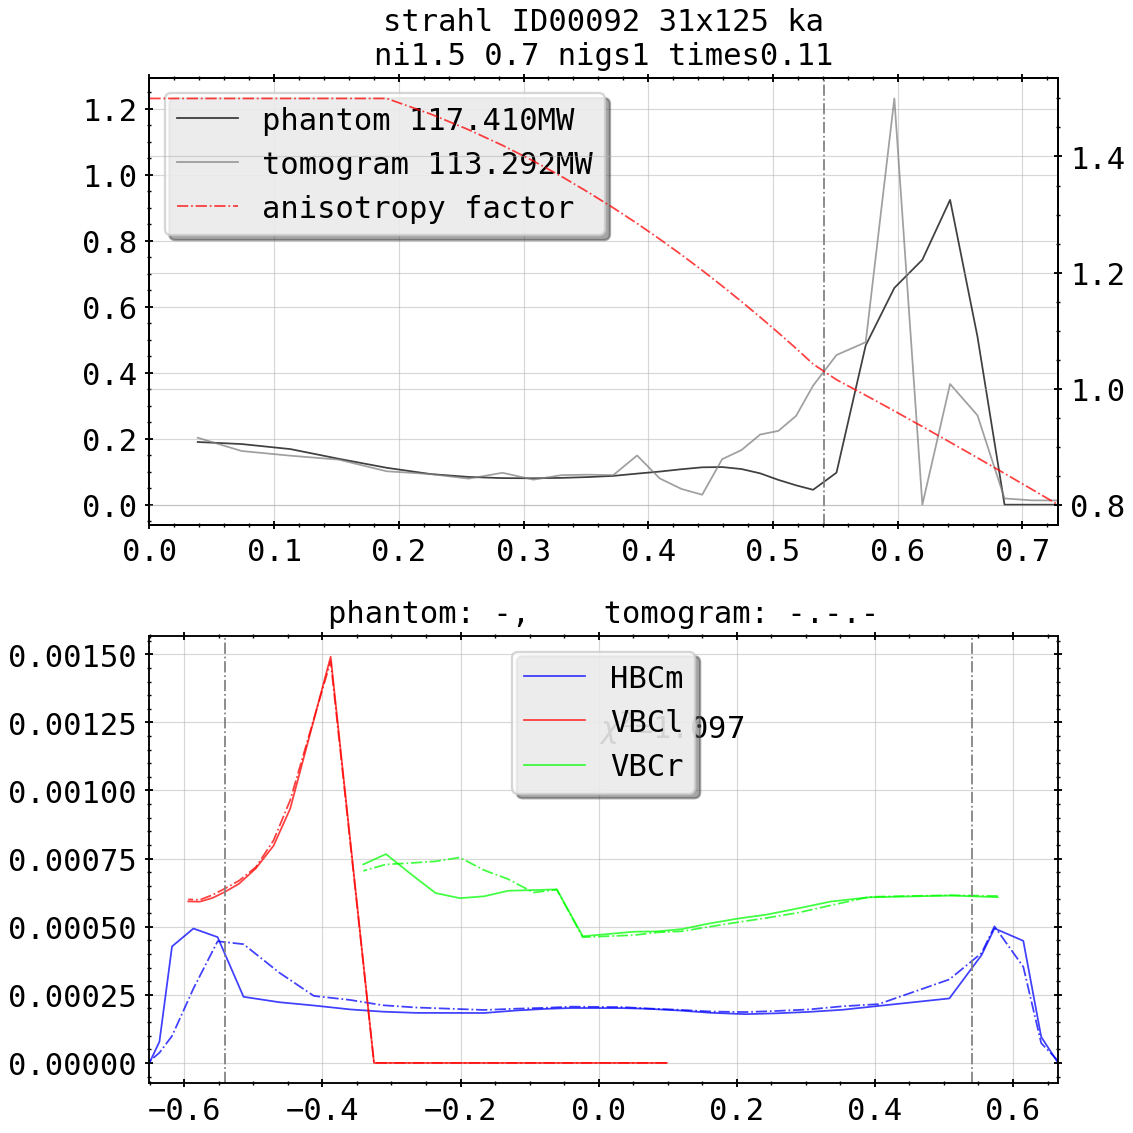 strahl ID00092 31x125 ka
ni1.5 0.7 nigs1 times0.11
phantom 117.410MW
tomogram 113.292MW
anisotropy factor
1.2
1.0
0.8
0.6
0.4
0.2
0.0
1.4
1.2
1.0
0.8
0.0 0.1 0.2 0.3 0.4 0.5 0.6 0.7
phantom: -, tomogram: -.-.-
HBCm
VBCl
VBCr
097
0.00150
0.00125
0.00100
0.00075
0.00050
0.00025
0.00000
−0.6 −0.4 −0.2 0.0 0.2 0.4 0.6